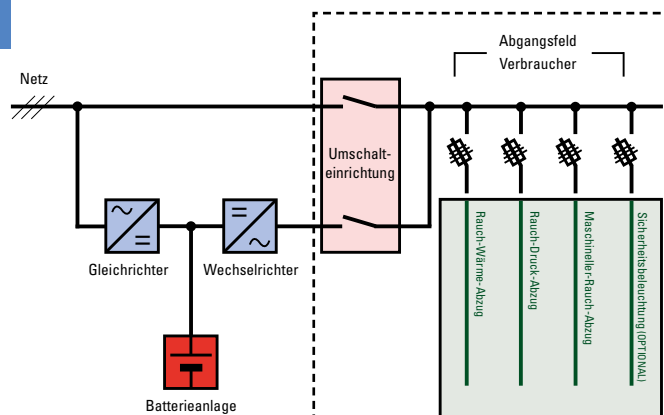 Abgangsfeld
Verbraucher
Netz
Umschalt-
einrichtung
Gleichrichter
Wechselrichter
Batterieanlage
Rauch-Wärme-Abzug
Rauch-Druck-Abzug
Maschineller-Rauch-Abzug
Sicherheitsbeleuchtung (OPTIONAL)